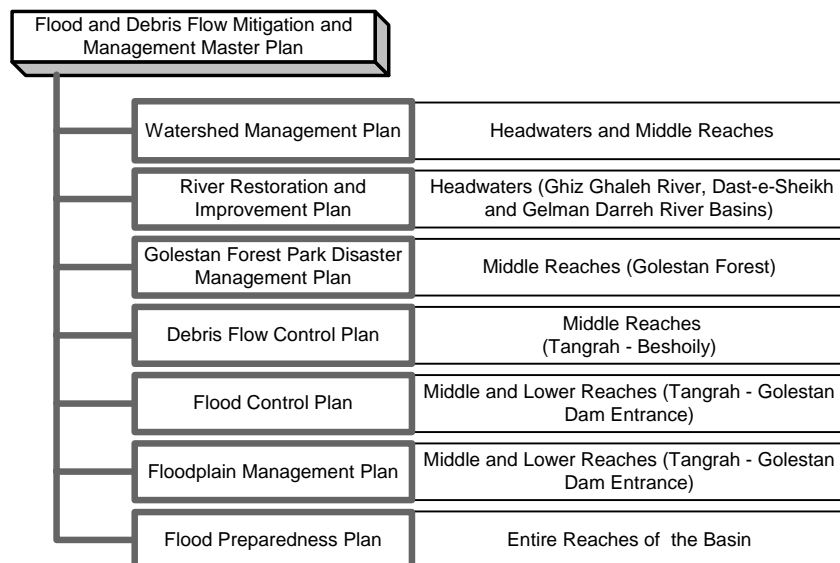 Flood and Debris Flow Mitigation and
Management Master Plan
Watershed Management Plan
Headwaters and Middle Reaches
River Restoration and
Improvement Plan
Headwaters (Ghiz Ghaleh River, Dast-e-Sheikh
and Gelman Darreh River Basins)
Golestan Forest Park Disaster
Management Plan
Middle Reaches (Golestan Forest)
Debris Flow Control Plan
Middle Reaches
(Tangrah - Beshoily)
Flood Control Plan
Middle and Lower Reaches (Tangrah - Golestan
Dam Entrance)
Floodplain Management Plan
Middle and Lower Reaches (Tangrah - Golestan
Dam Entrance)
Flood Preparedness Plan
Entire Reaches of the Basin